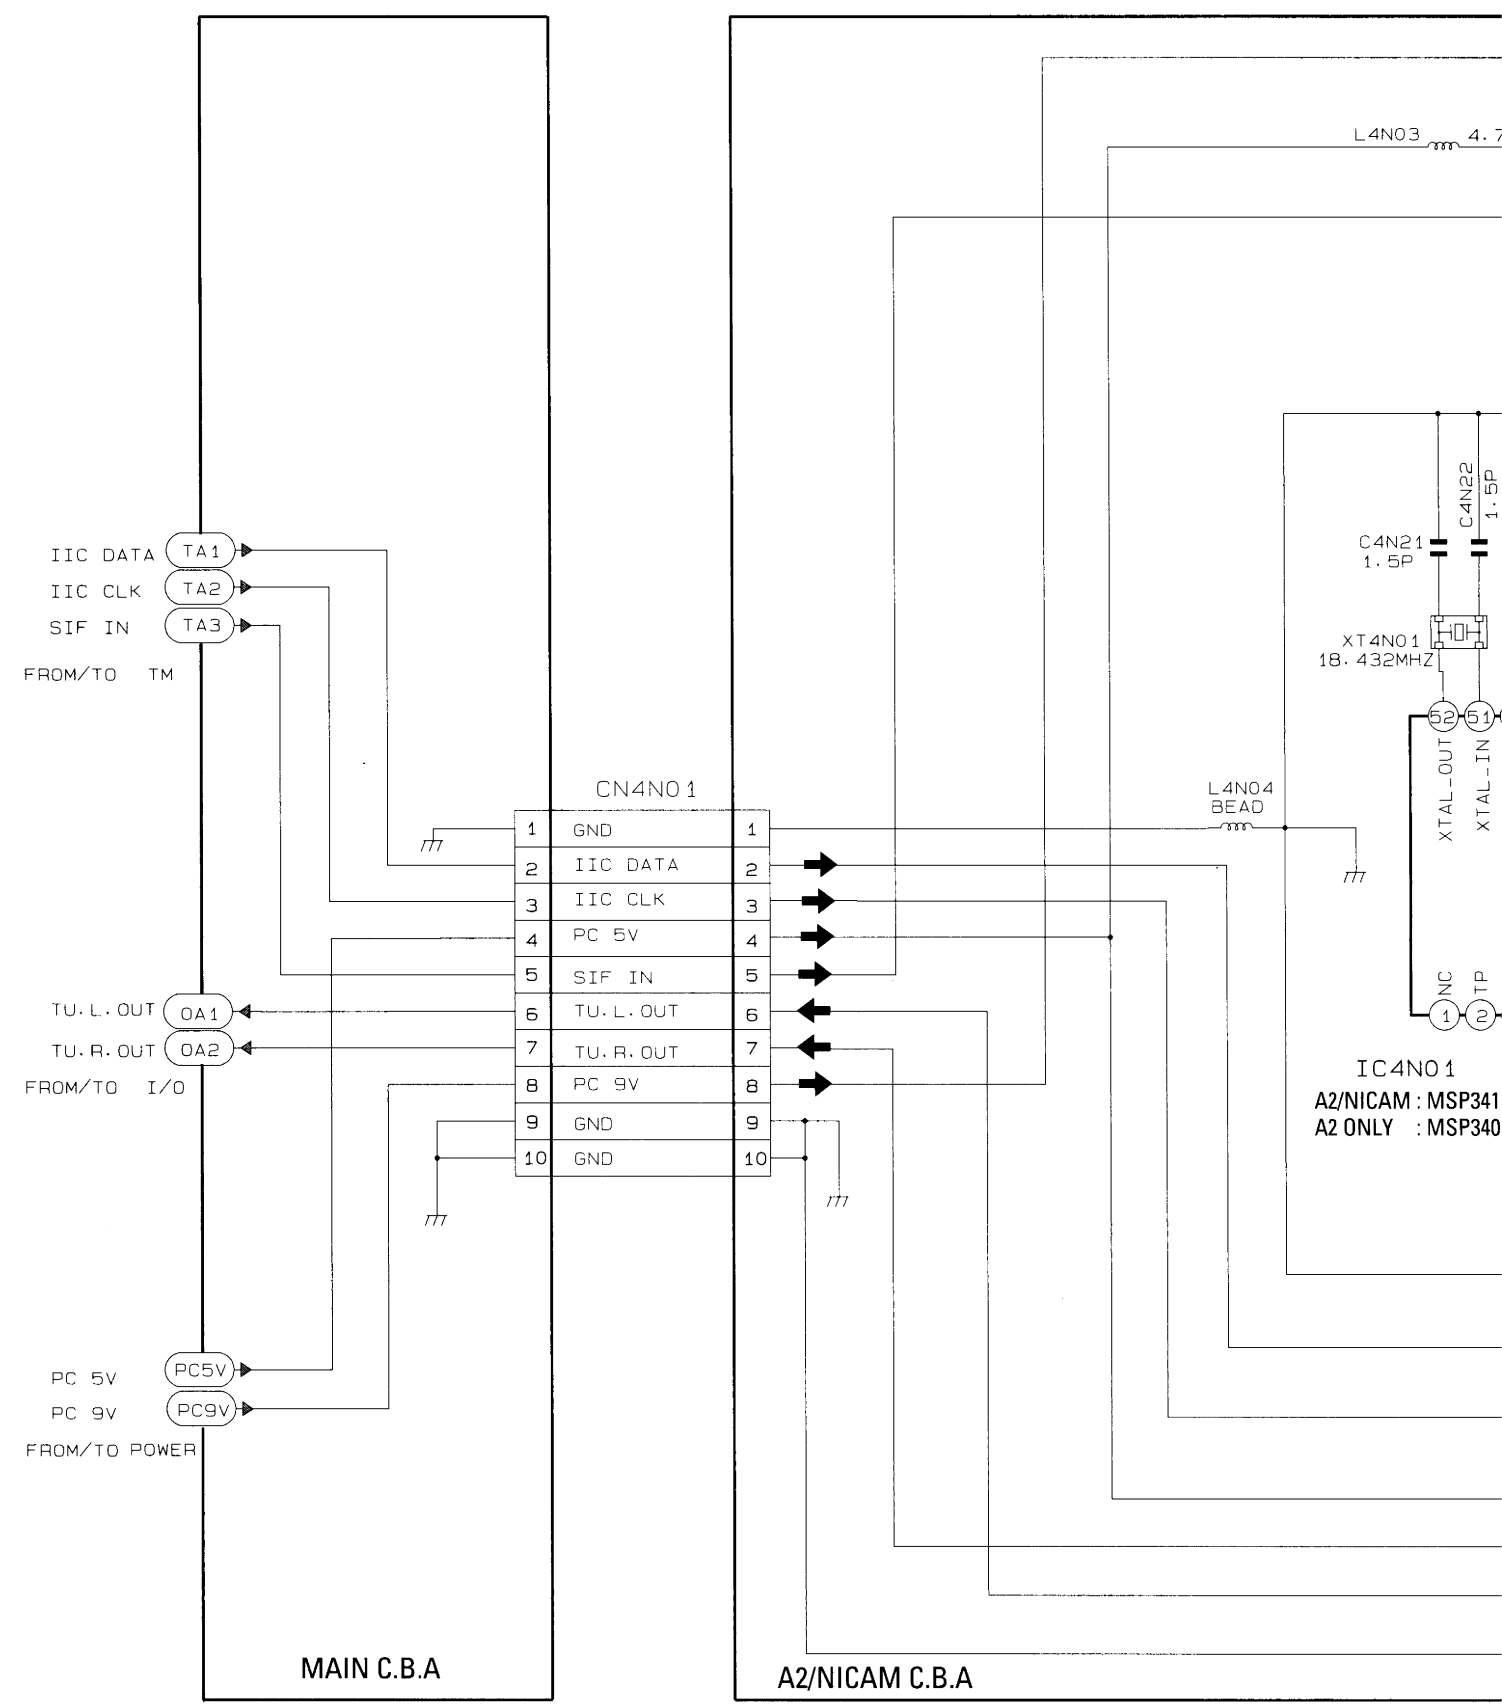 L4N03 4.7
C4N22
1.5P
C4N21
1.5P
IIC DATA TA1
IIC CLK TA2
SIF IN TA3
FROM/TO TM
XT4N01
18.432MHZ
52 51
XTAL_OUT
XTAL_IN
CN4N01
L4N04
BEAD
1 GND 1
2 IIC DATA 2
3 IIC CLK 3
4 PC 5V 4
5 SIF IN 5
6 TU.L.OUT 6
7 TU.R.OUT 7
8 PC 9V 8
9 GND 9
10 GND 10
TU.L.OUT OA1
TU.R.OUT OA2
FROM/TO I/O
NC
TP
1 2
IC4N01
A2/NICAM : MSP341
A2 ONLY : MSP340
PC 5V PC5V
PC 9V PC9V
FROM/TO POWER
MAIN C.B.A
A2/NICAM C.B.A